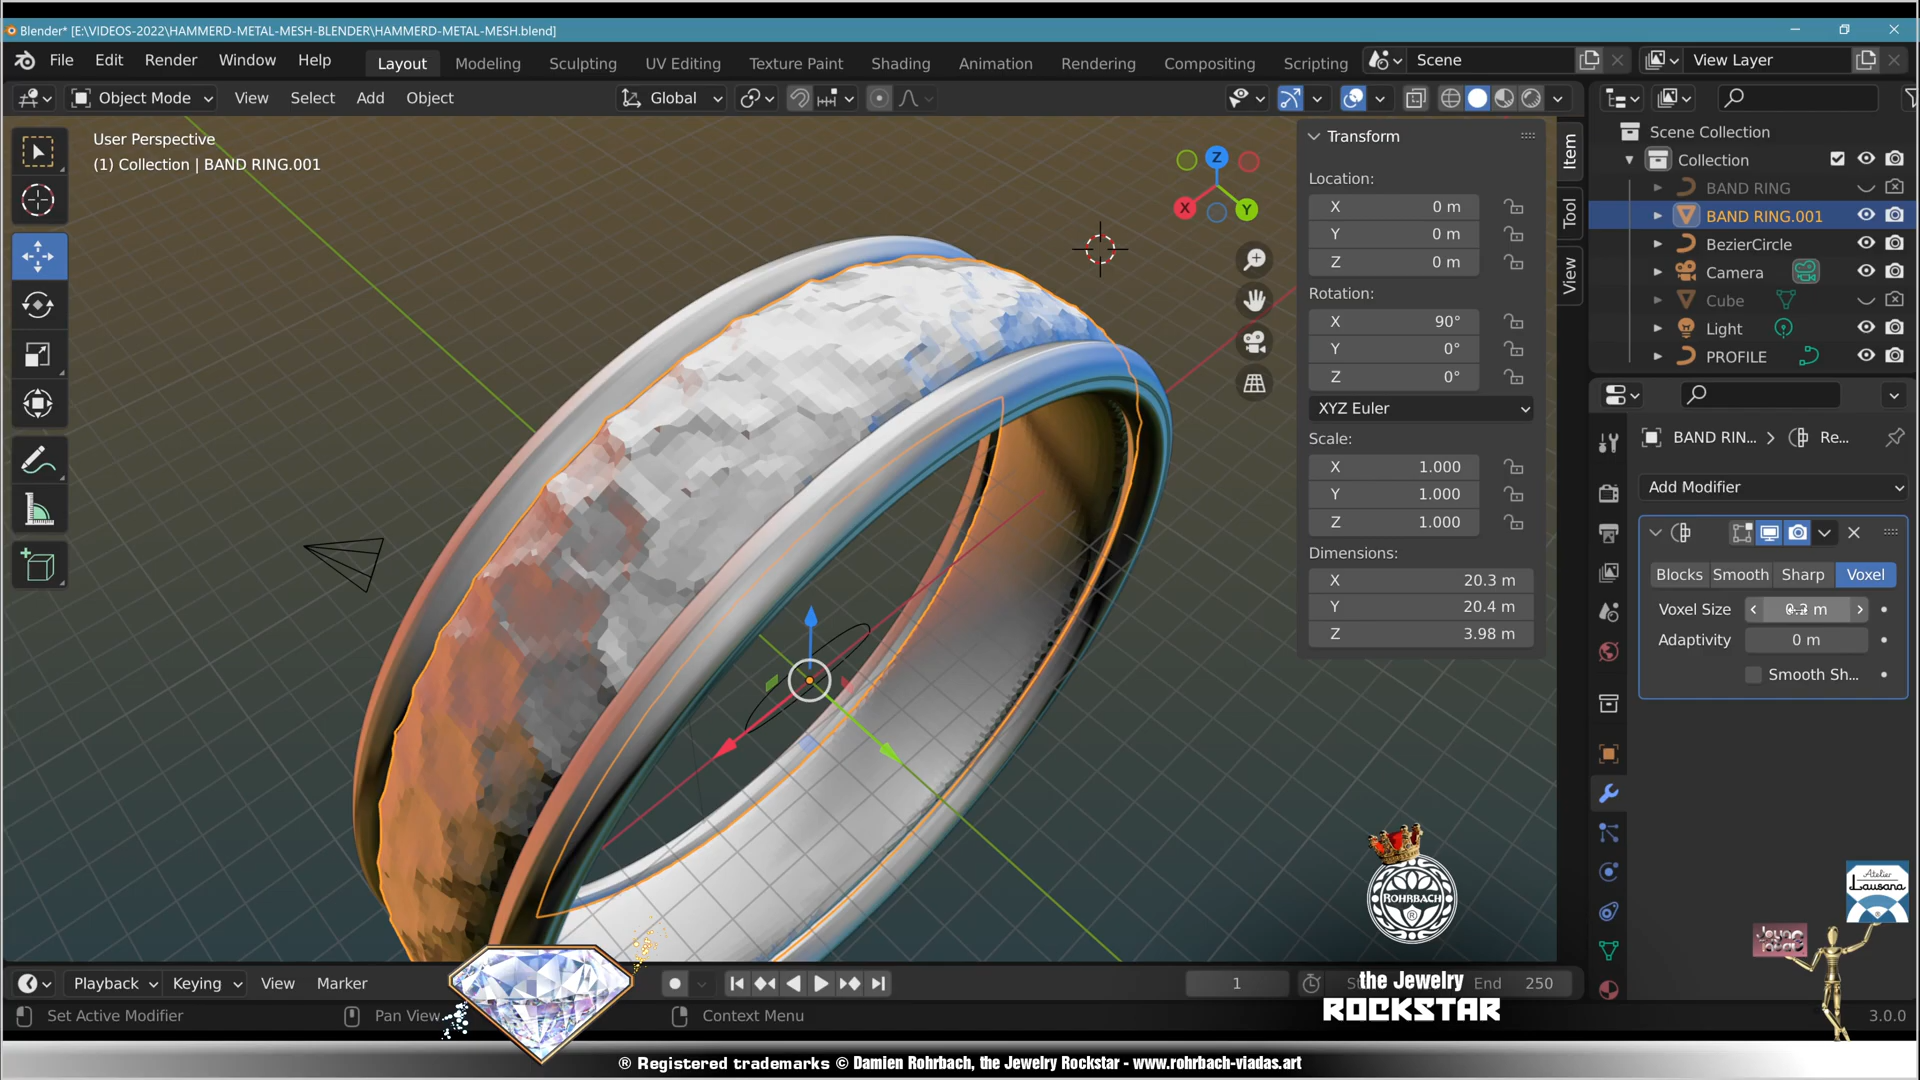 Blender* [E:\VIDEOS-2022\HAMMERD-METAL-MESH-BLENDER\HAMMERD-METAL-MESH.blend]
File Edit Render Window Help Layout Modeling Sculpting UV Editing Texture Paint Shading Animation Rendering Compositing Scripting Scene View Layer
Object Mode View Select Add Object Global
User Perspective
(1) Collection | BAND RING.001
Z
X
Y
Transform
Location:
X 0 m
Y 0 m
Z 0 m
Rotation:
X 90°
Y 0°
Z 0°
XYZ Euler
Scale:
X 1.000
Y 1.000
Z 1.000
Dimensions:
X 20.3 m
Y 20.4 m
Z 3.98 m
Item
Tool
View
Scene Collection
Collection
BAND RING
BAND RING.001
BezierCircle
Camera
Cube
Light
PROFILE
BAND RIN... Re...
Add Modifier
Blocks Smooth Sharp Voxel
Voxel Size 0.2 m
Adaptivity 0 m
Smooth Sh...
ROHRBACH
®
Atelier
Lausana
Playback Keying View Marker
1 End 250
the Jewelry
ROCKSTAR
Set Active Modifier Pan View Context Menu 3.0.0
® Registered trademarks © Damien Rohrbach, the Jewelry Rockstar - www.rohrbach-viadas.art